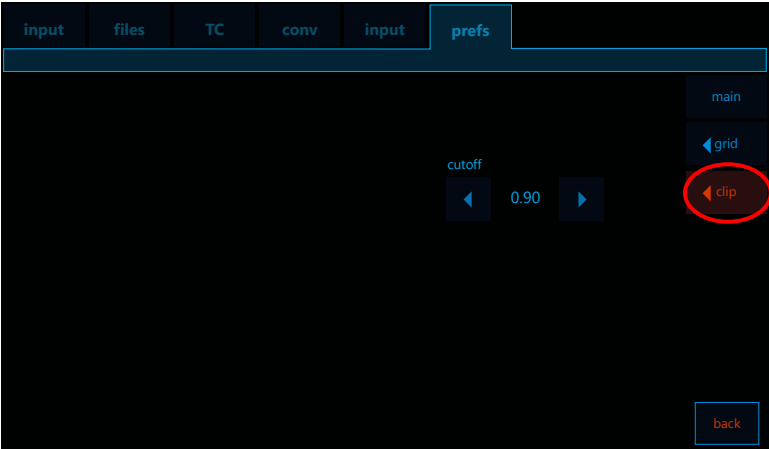 input files TC conv input prefs
main
grid
cutoff
clip
0.90
back